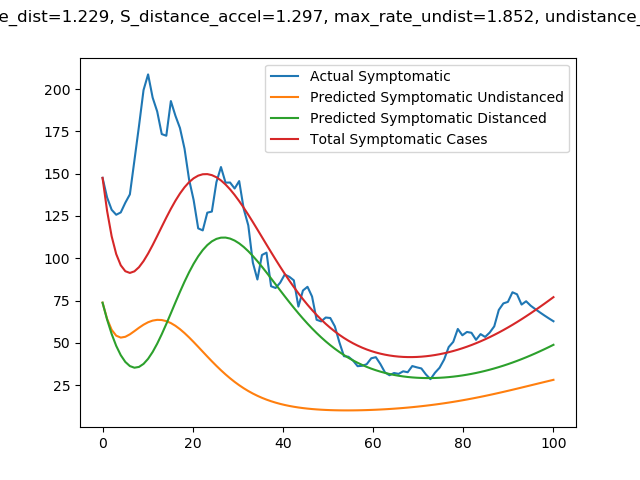 e_dist=1.229, S_distance_accel=1.297, max_rate_undist=1.852, undistance_
Actual Symptomatic
Predicted Symptomatic Undistanced
Predicted Symptomatic Distanced
Total Symptomatic Cases
200
175
150
125
100
75
50
25
0 20 40 60 80 100